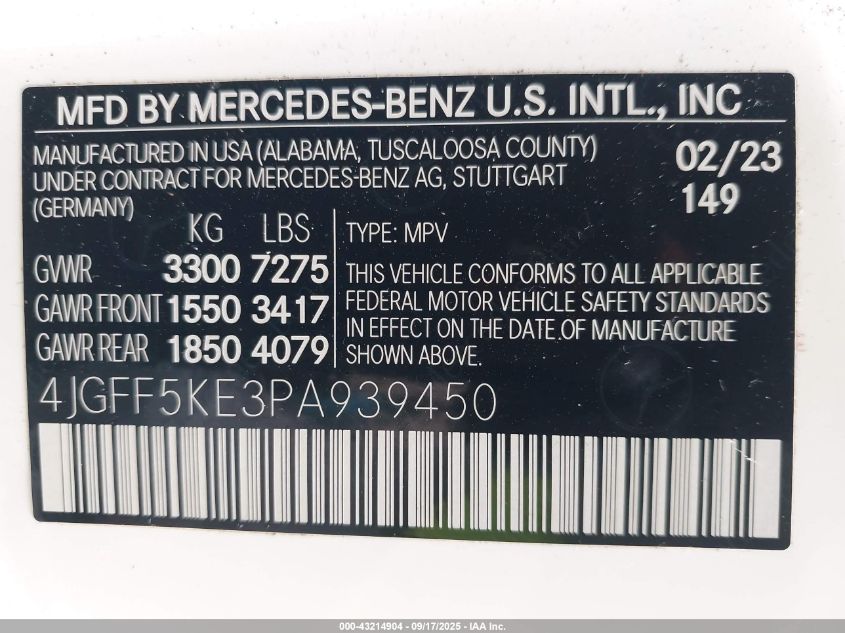 MFD BY MERCEDES-BENZ U.S. INTL., INC
MANUFACTURED IN USA (ALABAMA, TUSCALOOSA COUNTY)
UNDER CONTRACT FOR MERCEDES-BENZ AG, STUTTGART
(GERMANY)
02/23
149
KG LBS
GVWR 3300 7275
GAWR FRONT 1550 3417
GAWR REAR 1850 4079
TYPE: MPV
THIS VEHICLE CONFORMS TO ALL APPLICABLE
FEDERAL MOTOR VEHICLE SAFETY STANDARDS
IN EFFECT ON THE DATE OF MANUFACTURE
SHOWN ABOVE.
4JGFF5KE3PA939450
000-43214904 - 09/17/2025 - IAA Inc.